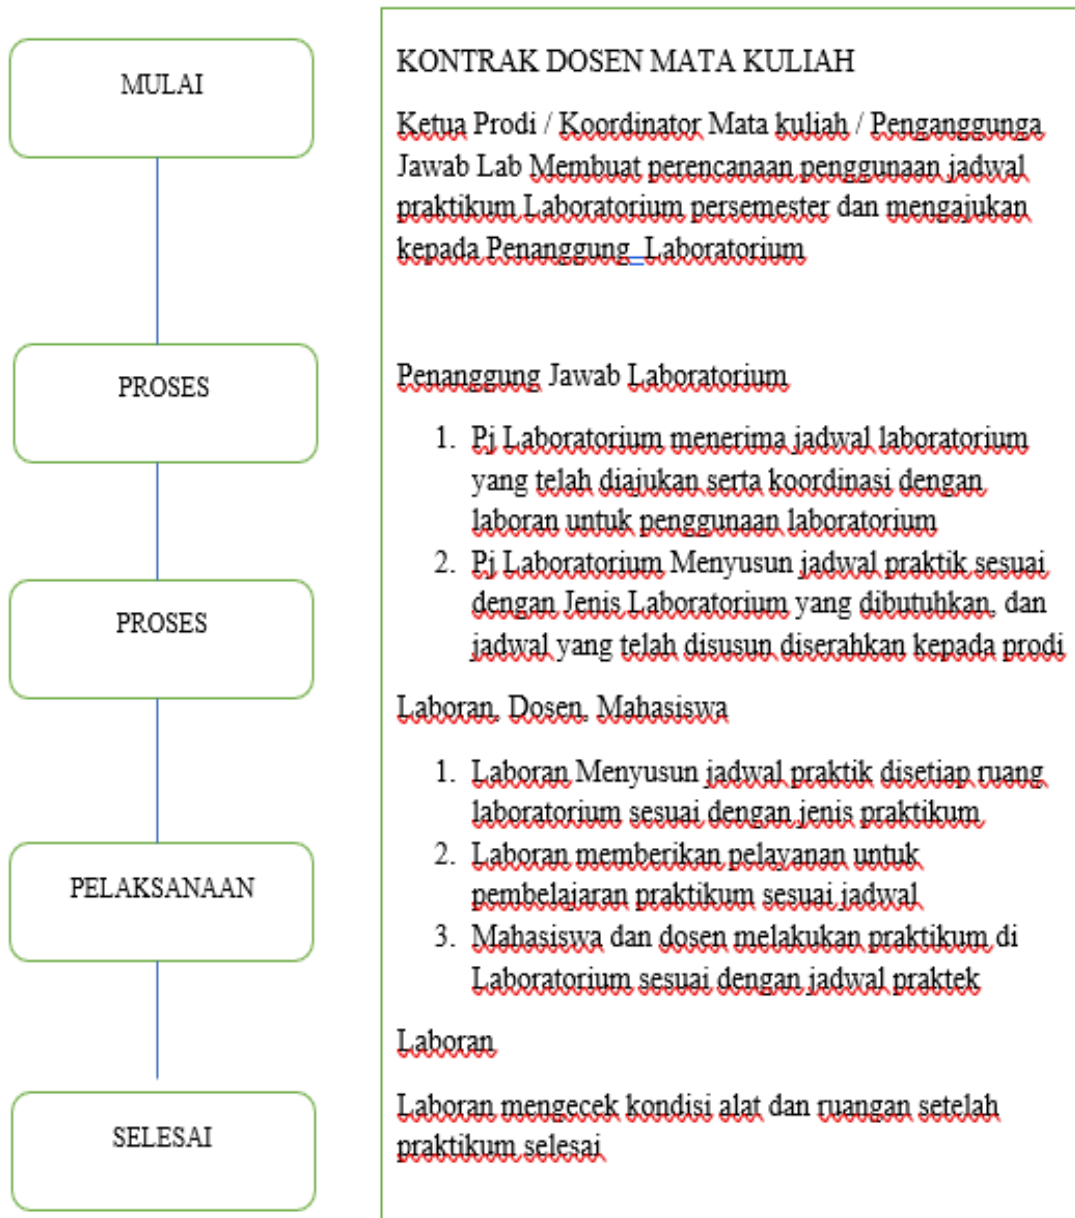 MULAI
PROSES
PROSES
PELAKSANAAN
SELESAI
KONTRAK DOSEN MATA KULIAH
Ketua Prodi / Koordinator Mata kuliah / Penganggunga
Jawab Lab Membuat perencanaan penggunaan jadwal
praktikum Laboratorium persemester dan mengajukan
kepada Penanggung Laboratorium
Penanggung Jawab Laboratorium
1. Pj Laboratorium menerima jadwal laboratorium
yang telah diajukan serta koordinasi dengan
laboran untuk penggunaan laboratorium
2. Pj Laboratorium Menyusun jadwal praktik sesuai
dengan Jenis Laboratorium yang dibutuhkan, dan
jadwal yang telah disusun diserahkan kepada prodi
Laboran, Dosen, Mahasiswa
1. Laboran Menyusun jadwal praktik disetiap ruang
laboratorium sesuai dengan jenis praktikum
2. Laboran memberikan pelayanan untuk
pembelajaran praktikum sesuai jadwal
3. Mahasiswa dan dosen melakukan praktikum di
Laboratorium sesuai dengan jadwal praktek
Laboran
Laboran mengecek kondisi alat dan ruangan setelah
praktikum selesai